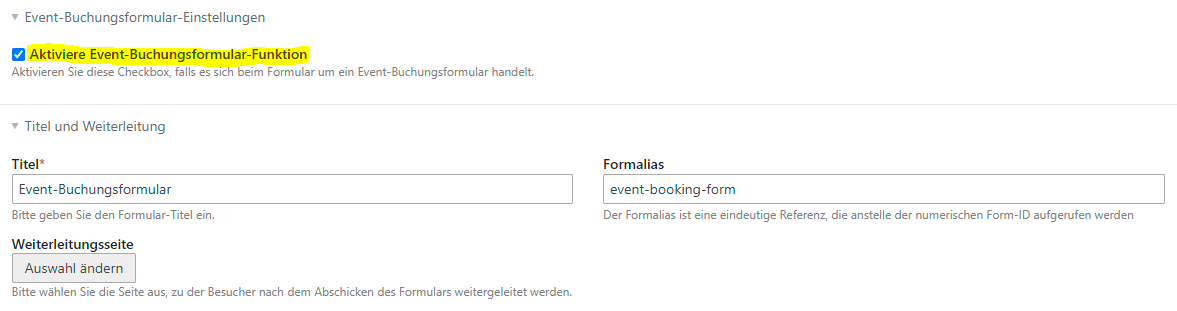 Event-Buchungsformular-Einstellungen
Aktiviere Event-Buchungsformular-Funktion
Aktivieren Sie diese Checkbox, falls es sich beim Formular um ein Event-Buchungsformular handelt.
Titel und Weiterleitung
Titel*
Event-Buchungsformular
Bitte geben Sie den Formular-Titel ein.
Formalias
event-booking-form
Der Formalias ist eine eindeutige Referenz, die anstelle der numerischen Form-ID aufgerufen werden
Weiterleitungsseite
Auswahl ändern
Bitte wählen Sie die Seite aus, zu der Besucher nach dem Abschicken des Formulars weitergeleitet werden.